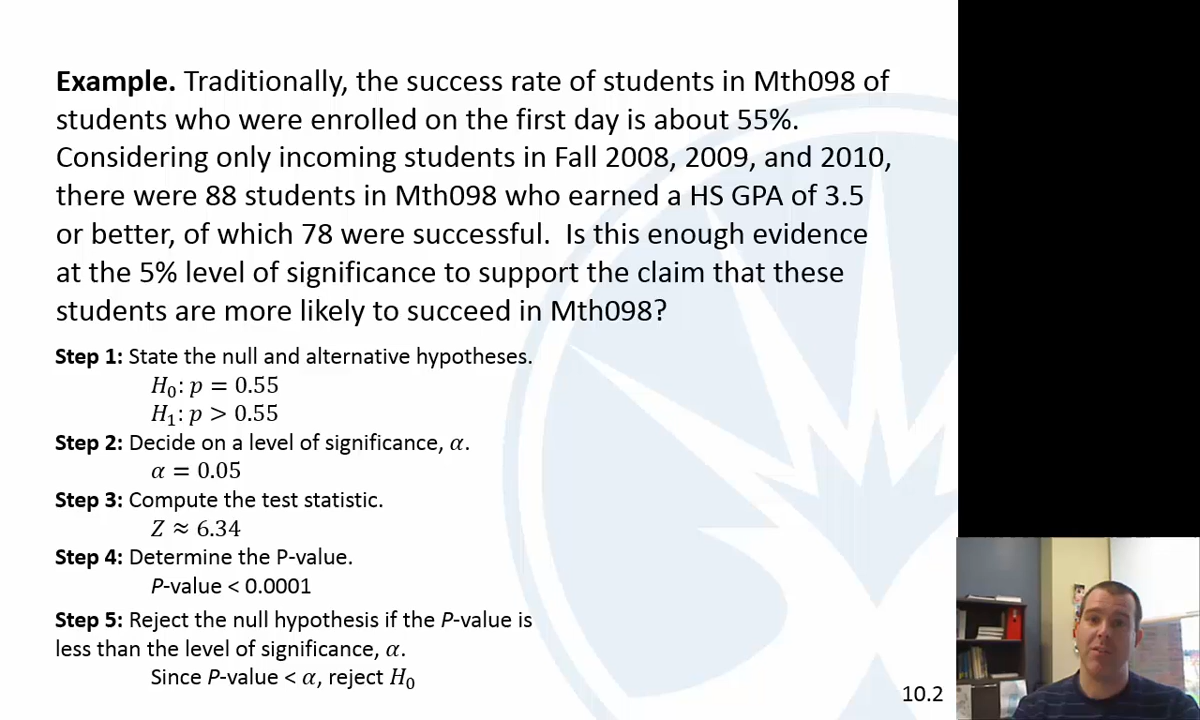 Example. Traditionally, the success rate of students in Mth098 of
students who were enrolled on the first day is about 55%.
Considering only incoming students in Fall 2008, 2009, and 2010,
there were 88 students in Mth098 who earned a HS GPA of 3.5
or better, of which 78 were successful.  Is this enough evidence
at the 5% level of significance to support the claim that these
students are more likely to succeed in Mth098?
Step 1: State the null and alternative hypotheses.
H₀: p = 0.55
H₁: p > 0.55
Step 2: Decide on a level of significance, α.
α = 0.05
Step 3: Compute the test statistic.
Z ≈ 6.34
Step 4: Determine the P-value.
P-value < 0.0001
Step 5: Reject the null hypothesis if the P-value is
less than the level of significance, α.
Since P-value < α, reject H₀
10.2